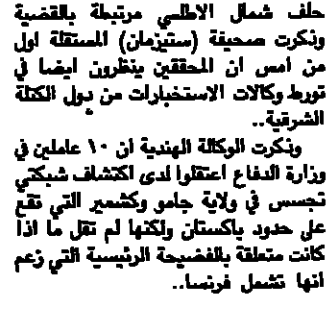 حلف شمال الاطلسي مرتبطة بالقضية
وذكرت صحيفة (ستيزمان) المستقلة اول
من امس ان المحققين ينظرون ايضا في
تورط وكالات الاستخبارات من دول الكتلة
الشرقية..
وذكرت الوكالة الهندية ان ١٠ عاملين في
وزارة الدفاع اعتقلوا لدى اكتشاف شبكتي
تجسس في ولاية جامو وكشمير التي تقع
على حدود باكستان ولكنها لم تقل ما اذا
كانت متعلقة بالفضيحة الرئيسية التي زعم
انها تشمل فرنسا..